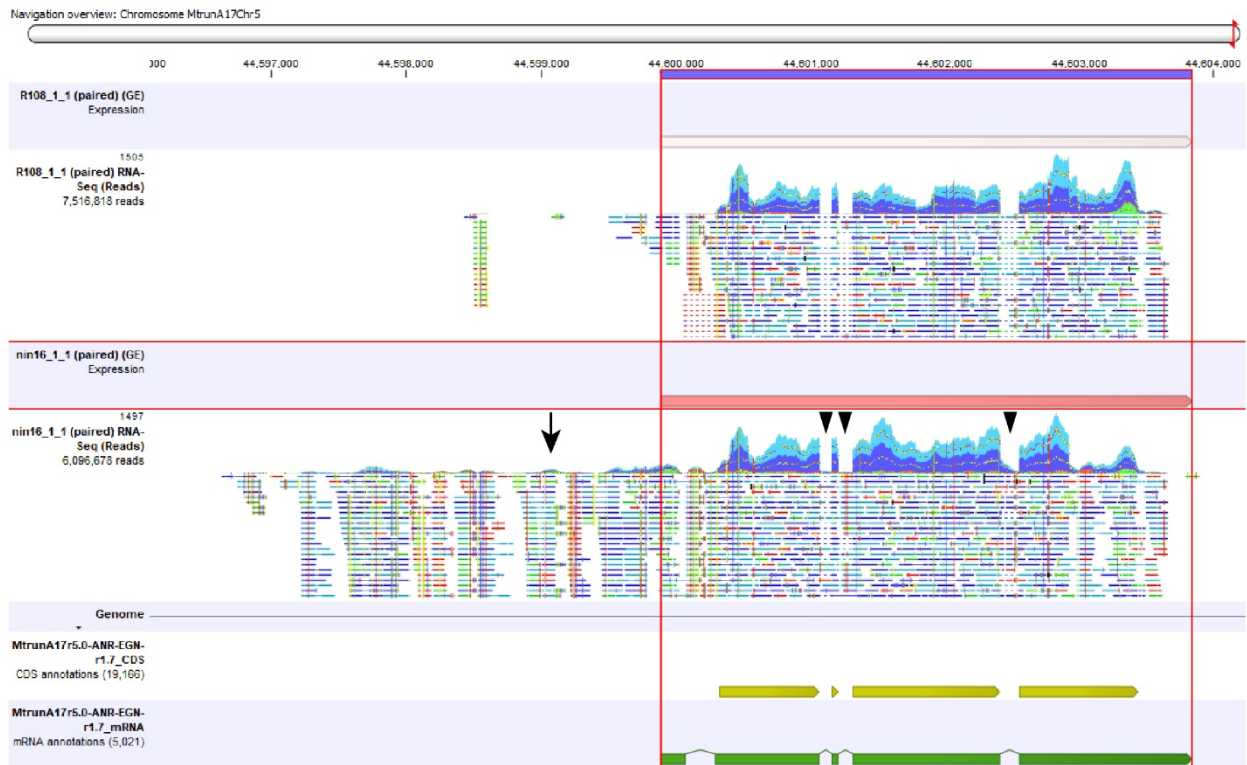 Navigation overview: Chromosome MtrunA17Chr5
000 44,597,000 44,598,000 44,599,000 44,600,000 44,601,000 44,602,000 44,603,000 44,604,000
R108_1_1 (paired) (GE)
Expression
1505
R108_1_1 (paired) RNA-
Seq (Reads)
7,516,818 reads
nin16_1_1 (paired) (GE)
Expression
1497
nin16_1_1 (paired) RNA-
Seq (Reads)
6,096,678 reads
Genome
MtrunA17r5.0-ANR-EGN-
r1.7_CDS
CDS annotations (19,166)
MtrunA17r5.0-ANR-EGN-
r1.7_mRNA
mRNA annotations (5,021)